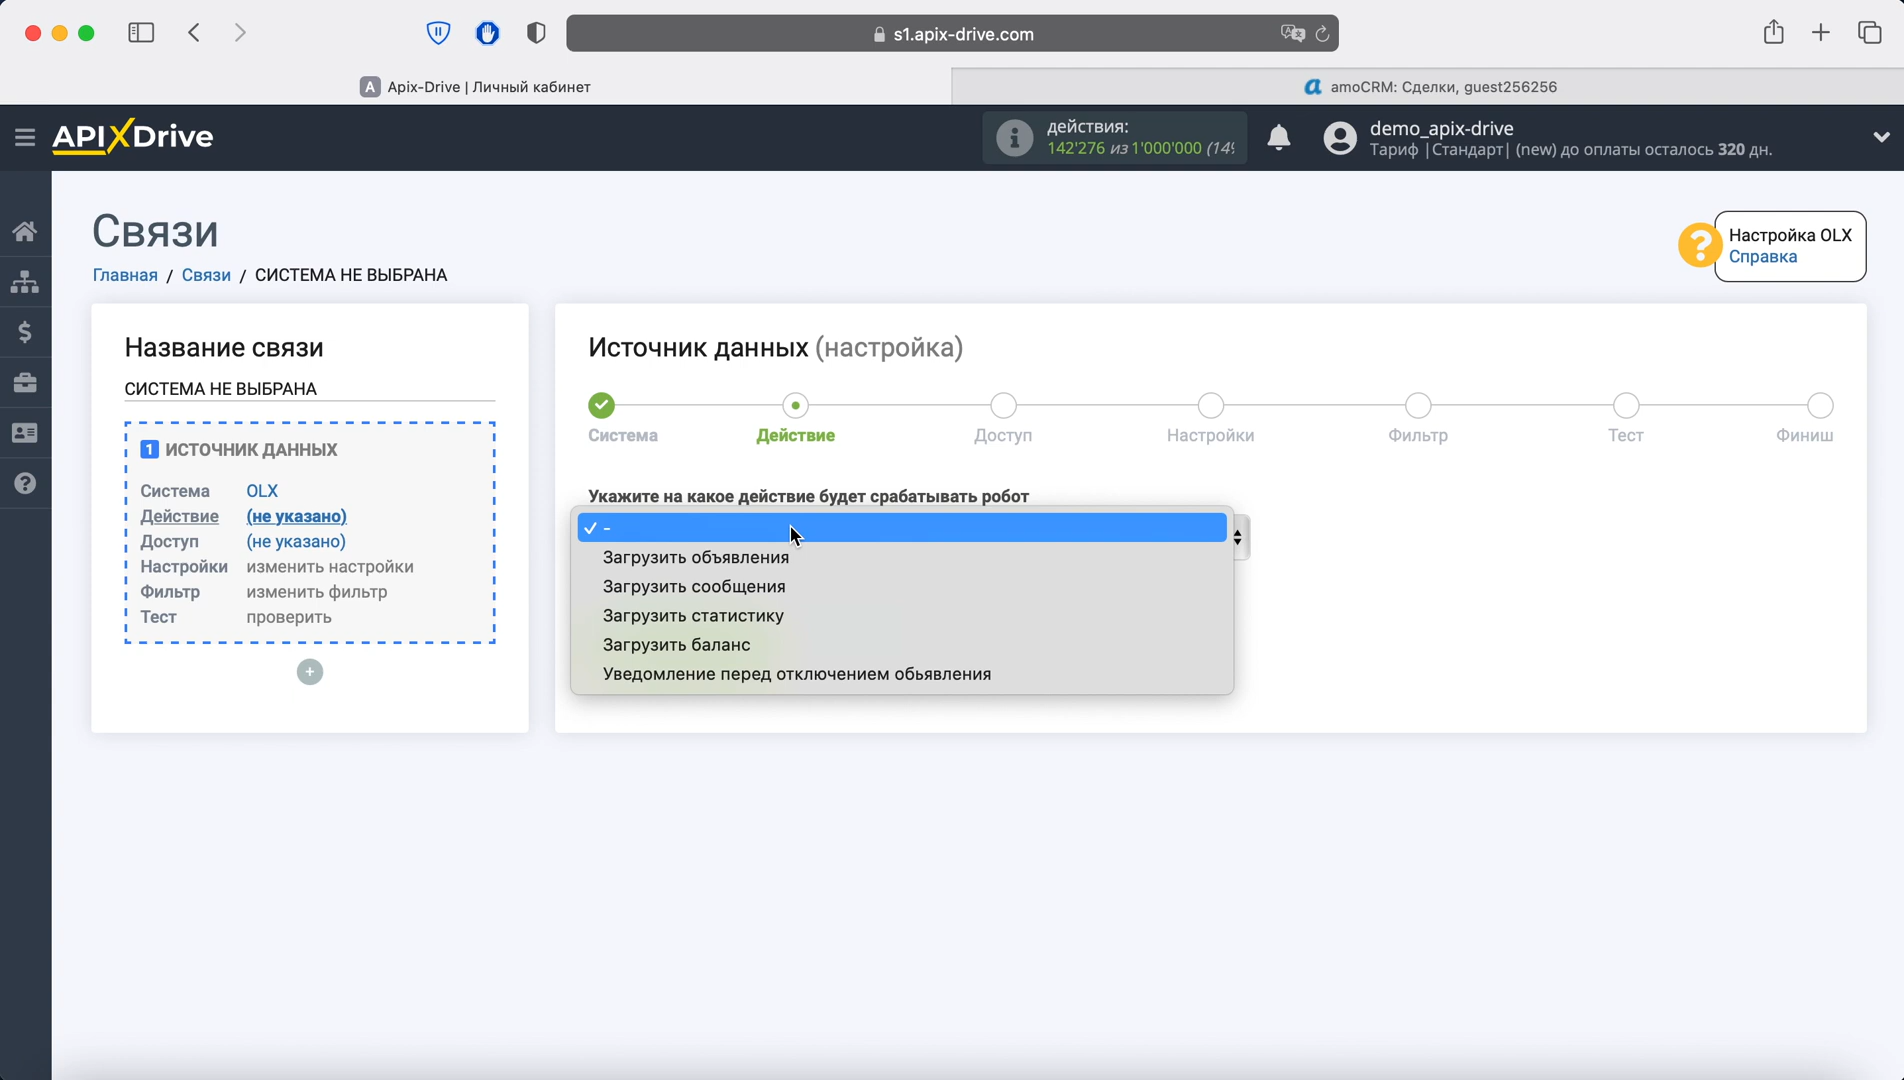 s1.apix-drive.com
A Apix-Drive | Личный кабинет
amoCRM: Сделки, guest256256
APIXDrive
действия:
142'276 из 1'000'000 (14%
demo_apix-drive
Тариф |Стандарт| (new) до оплаты осталось 320 дн.
Связи
Главная / Связи / СИСТЕМА НЕ ВЫБРАНА
? Настройка OLX
Справка
Название связи
СИСТЕМА НЕ ВЫБРАНА
1 ИСТОЧНИК ДАННЫХ
Система OLX
Действие (не указано)
Доступ (не указано)
Настройки изменить настройки
Фильтр изменить фильтр
Тест проверить
Источник данных (настройка)
Система Действие Доступ Настройки Фильтр Тест Финиш
Укажите на какое действие будет срабатывать робот
✓ -
Загрузить объявления
Загрузить сообщения
Загрузить статистику
Загрузить баланс
Уведомление перед отключением обьявления